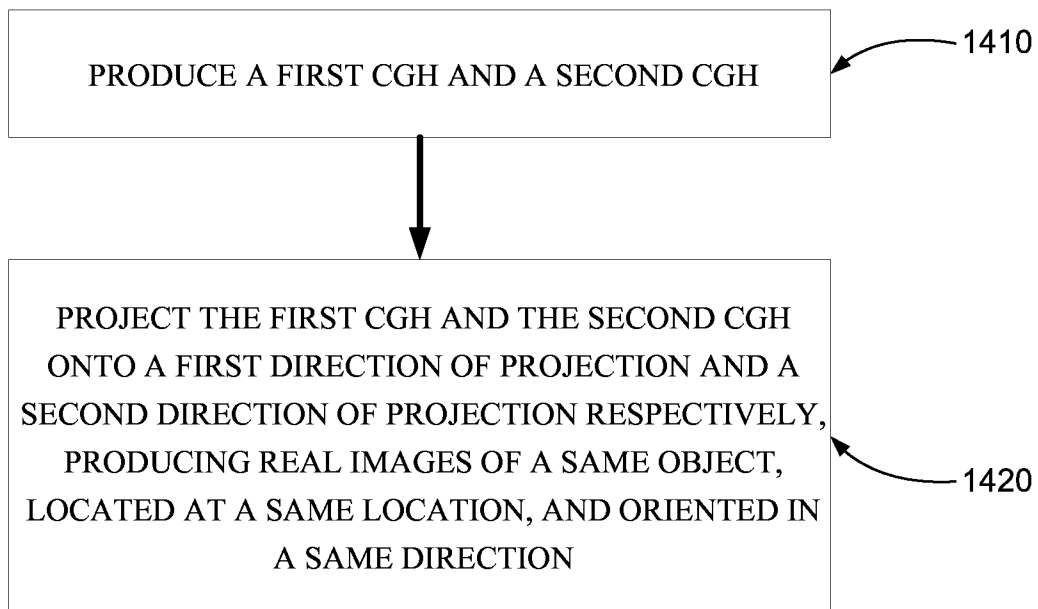 PRODUCE A FIRST CGH AND A SECOND CGH
1410
PROJECT THE FIRST CGH AND THE SECOND CGH
ONTO A FIRST DIRECTION OF PROJECTION AND A
SECOND DIRECTION OF PROJECTION RESPECTIVELY,
PRODUCING REAL IMAGES OF A SAME OBJECT,
LOCATED AT A SAME LOCATION, AND ORIENTED IN
A SAME DIRECTION
1420